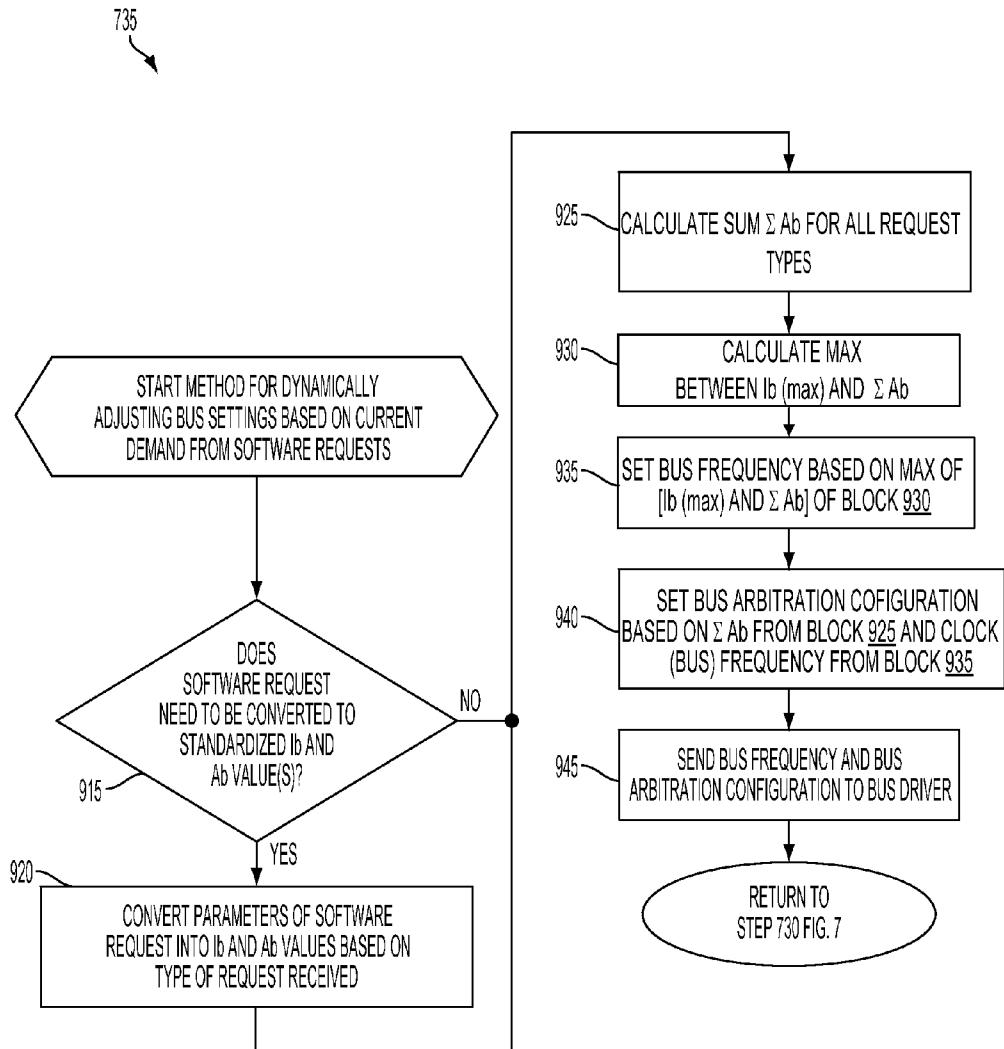 735
START METHOD FOR DYNAMICALLY
ADJUSTING BUS SETTINGS BASED ON CURRENT
DEMAND FROM SOFTWARE REQUESTS
DOES
SOFTWARE REQUEST
NEED TO BE CONVERTED TO
STANDARDIZED Ib AND
Ab VALUE(S)?
915
NO
YES
920
CONVERT PARAMETERS OF SOFTWARE
REQUEST INTO Ib AND Ab VALUES BASED ON
TYPE OF REQUEST RECEIVED
925
CALCULATE SUM Σ Ab FOR ALL REQUEST
TYPES
930
CALCULATE MAX
BETWEEN Ib (max) AND Σ Ab
935
SET BUS FREQUENCY BASED ON MAX OF
[Ib (max) AND Σ Ab] OF BLOCK 930
940
SET BUS ARBITRATION COFIGURATION
BASED ON Σ Ab FROM BLOCK 925 AND CLOCK
(BUS) FREQUENCY FROM BLOCK 935
945
SEND BUS FREQUENCY AND BUS
ARBITRATION CONFIGURATION TO BUS DRIVER
RETURN TO
STEP 730 FIG. 7